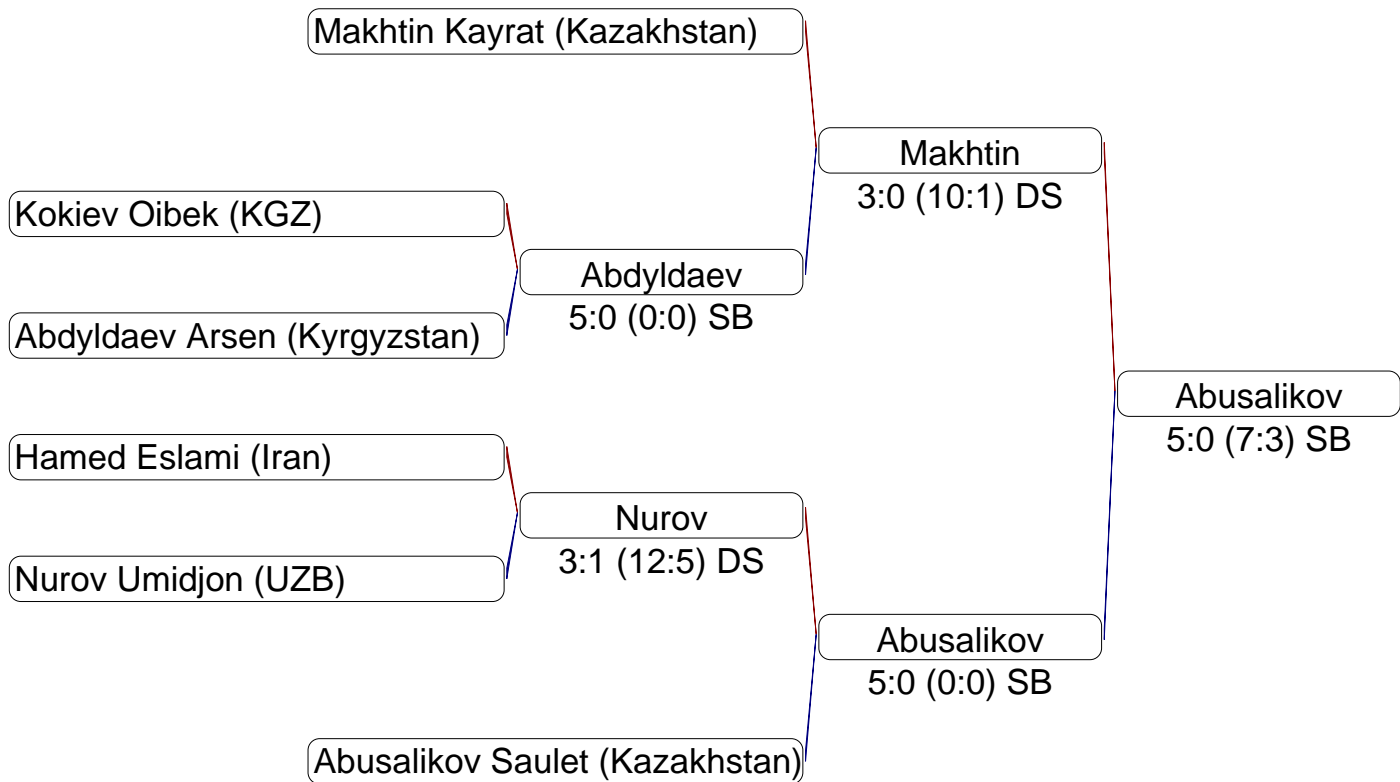 Makhtin Kayrat (Kazakhstan)
Makhtin
3:0 (10:1) DS
Kokiev Oibek (KGZ)
Abdyldaev
5:0 (0:0) SB
Abdyldaev Arsen (Kyrgyzstan)
Abusalikov
5:0 (7:3) SB
Hamed Eslami (Iran)
Nurov
3:1 (12:5) DS
Nurov Umidjon (UZB)
Abusalikov
5:0 (0:0) SB
Abusalikov Saulet (Kazakhstan)